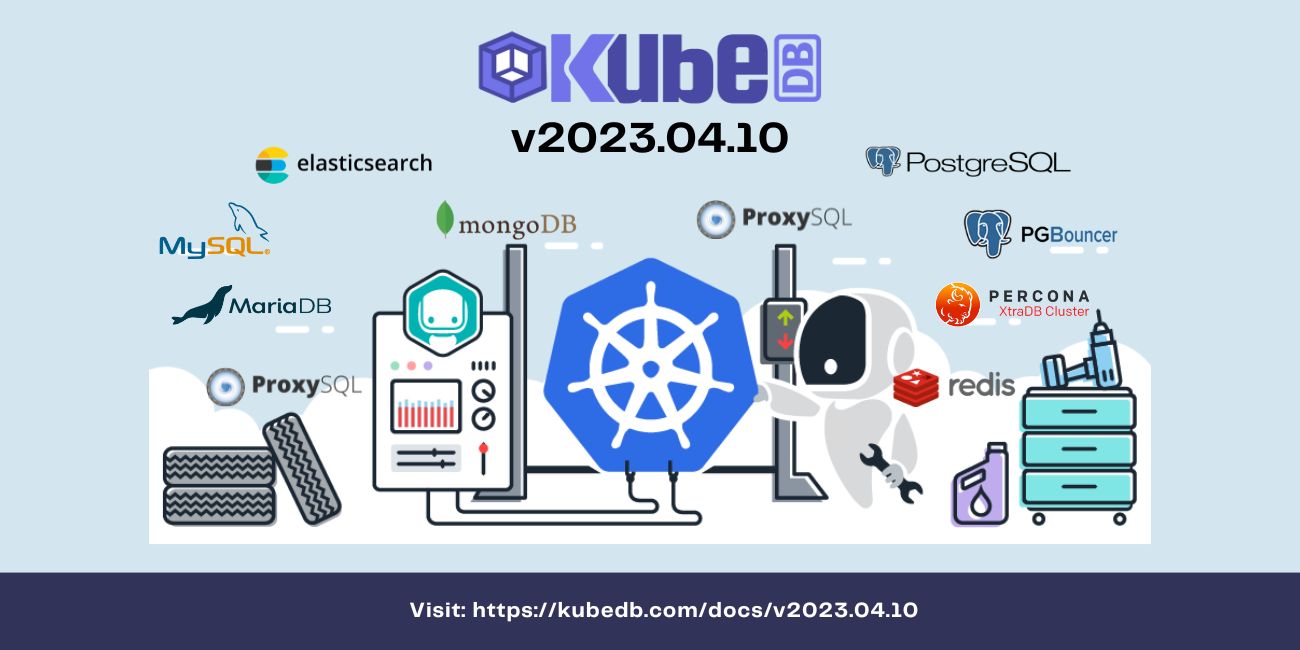 KubeDB
v2023.04.10
elasticsearch
PostgreSQL
MySQL®
mongoDB
ProxySQL
PGBouncer
MariaDB
PERCONA
XtraDB Cluster
ProxySQL
redis
Visit: https://kubedb.com/docs/v2023.04.10